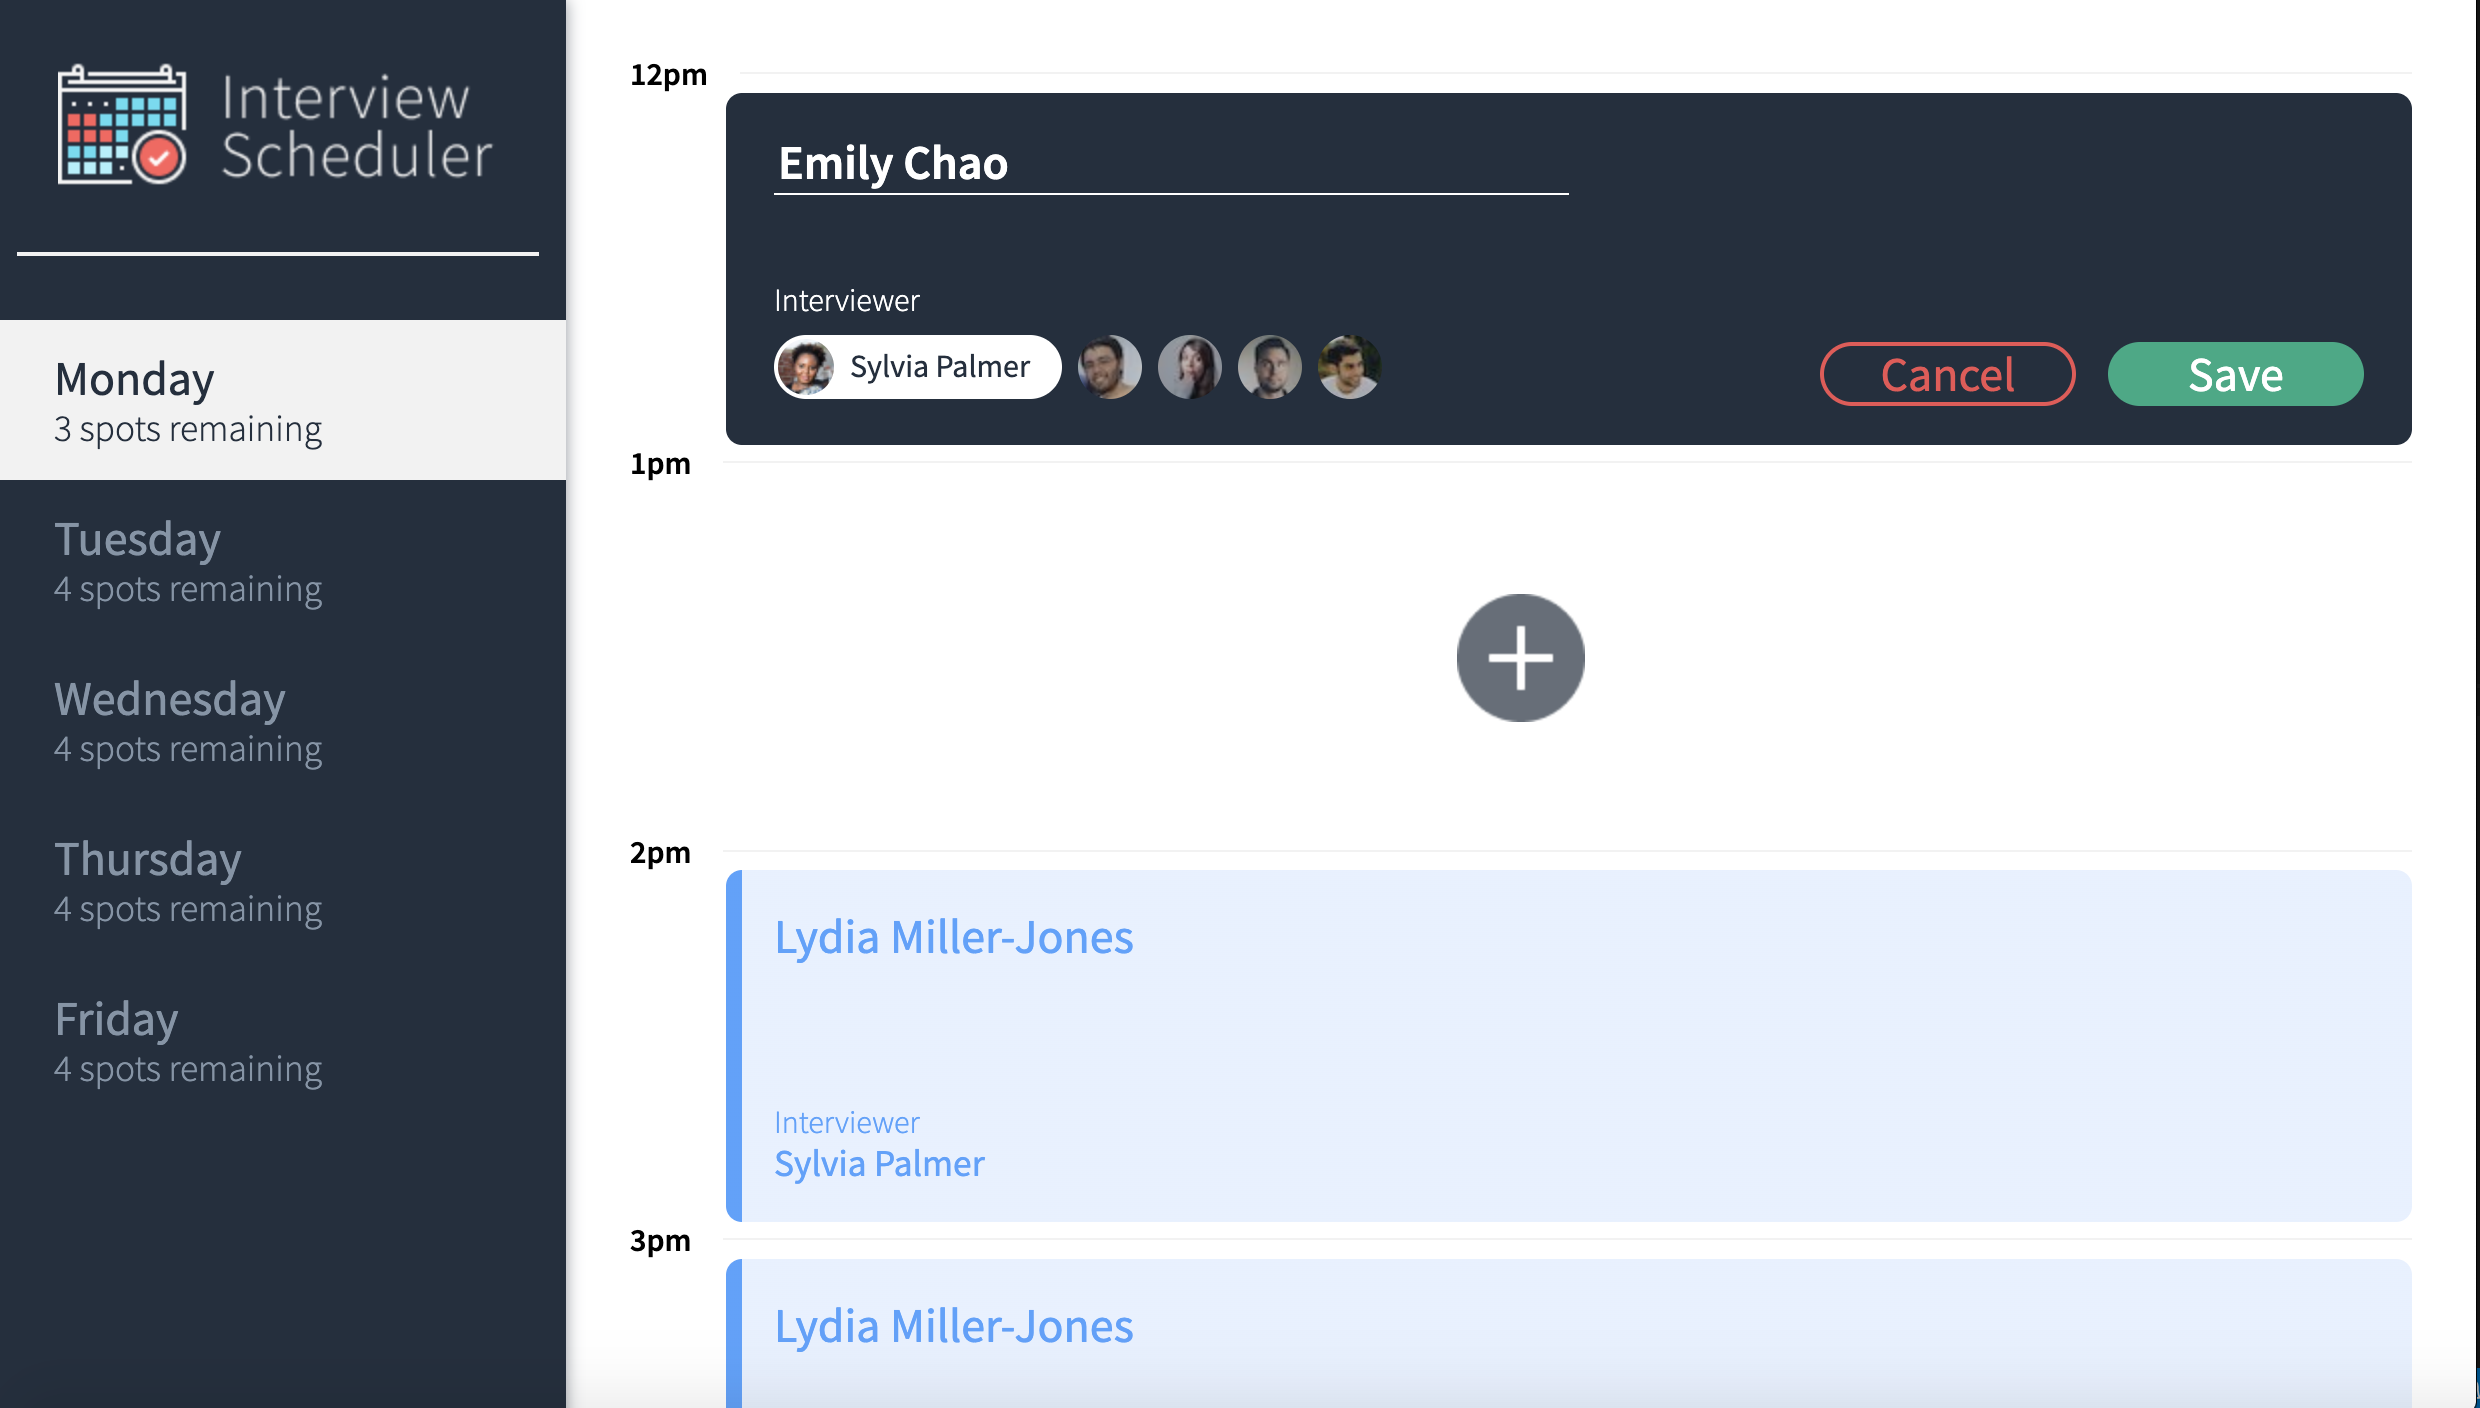 Interview
Scheduler
Monday
3 spots remaining
Tuesday
4 spots remaining
Wednesday
4 spots remaining
Thursday
4 spots remaining
Friday
4 spots remaining
12pm
Emily Chao
Interviewer
Sylvia Palmer
Cancel
Save
1pm
2pm
Lydia Miller-Jones
Interviewer
Sylvia Palmer
3pm
Lydia Miller-Jones